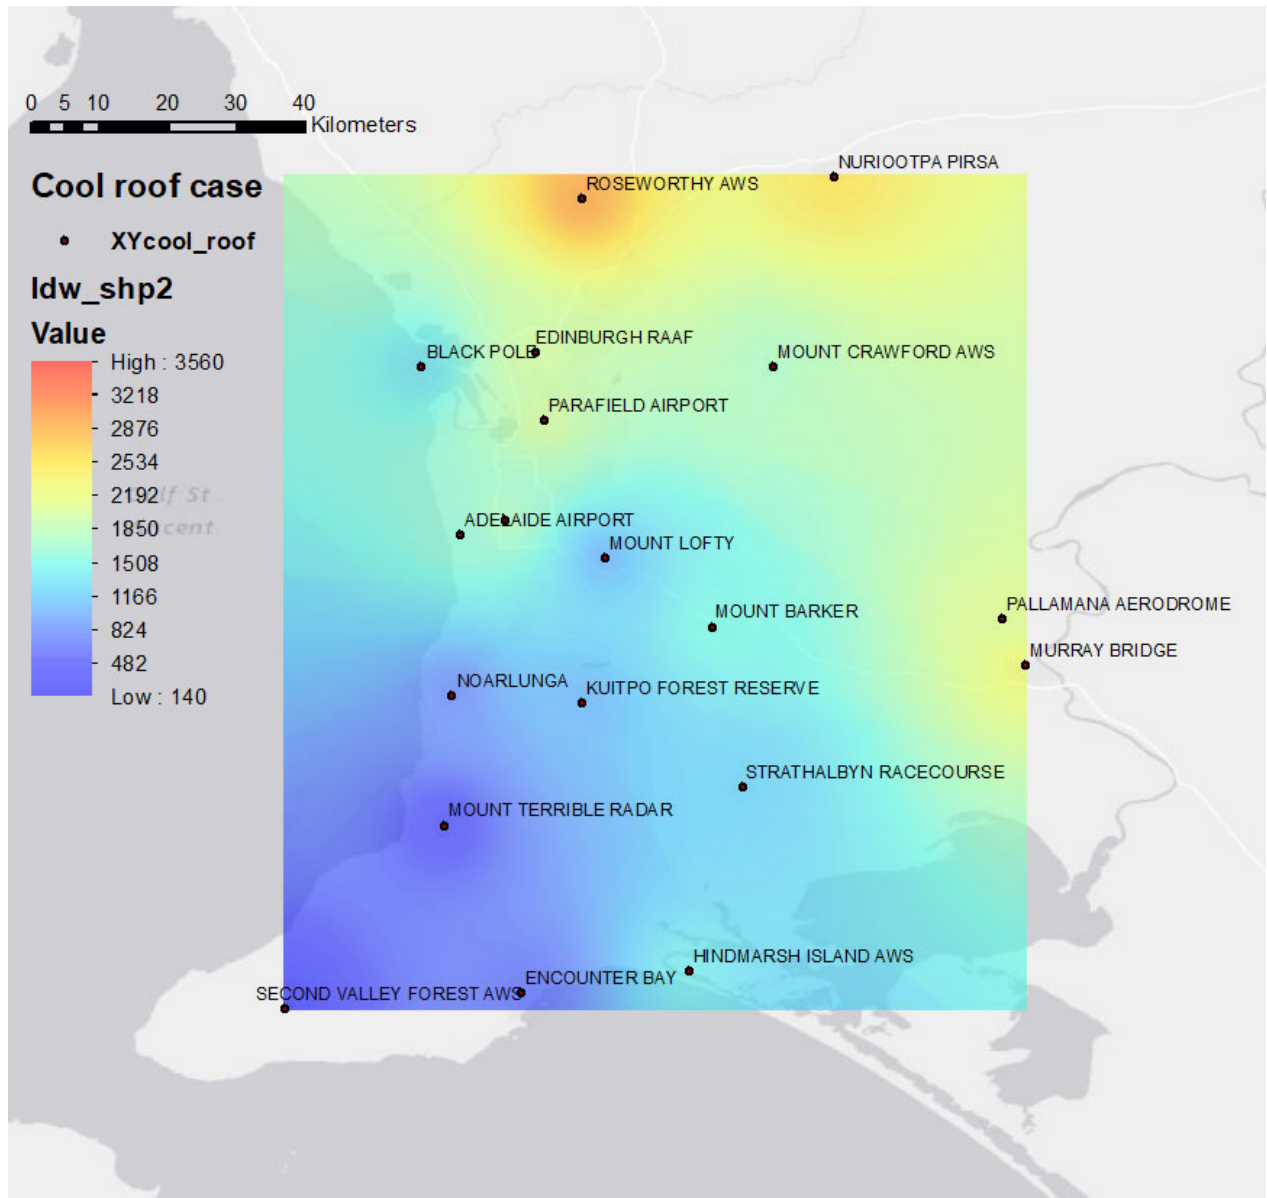 0 5 10 20 30 40
Kilometers
Cool roof case
XYcool_roof
Idw_shp2
Value
High : 3560
3218
2876
2534
2192
1850
1508
1166
824
482
Low : 140
lf St
cent
NURIOOTPA PIRSA
ROSEWORTHY AWS
EDINBURGH RAAF
BLACK POLE
MOUNT CRAWFORD AWS
PARAFIELD AIRPORT
ADELAIDE AIRPORT
MOUNT LOFTY
MOUNT BARKER
PALLAMANA AERODROME
MURRAY BRIDGE
NOARLUNGA
KUITPO FOREST RESERVE
STRATHALBYN RACECOURSE
MOUNT TERRIBLE RADAR
HINDMARSH ISLAND AWS
ENCOUNTER BAY
SECOND VALLEY FOREST AWS